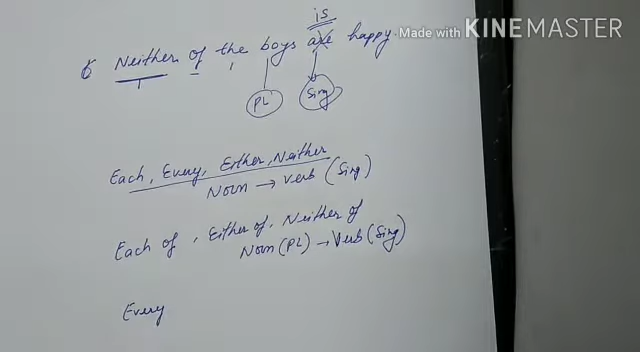 Made with KINEMASTER
is
6 Neither of the boys are happy
PL Sing
Each, Every, Either, Neither
Noun → Verb (Sing)
Each of, Either of, Neither of
Noun (PL) → Verb (Sing)
Every